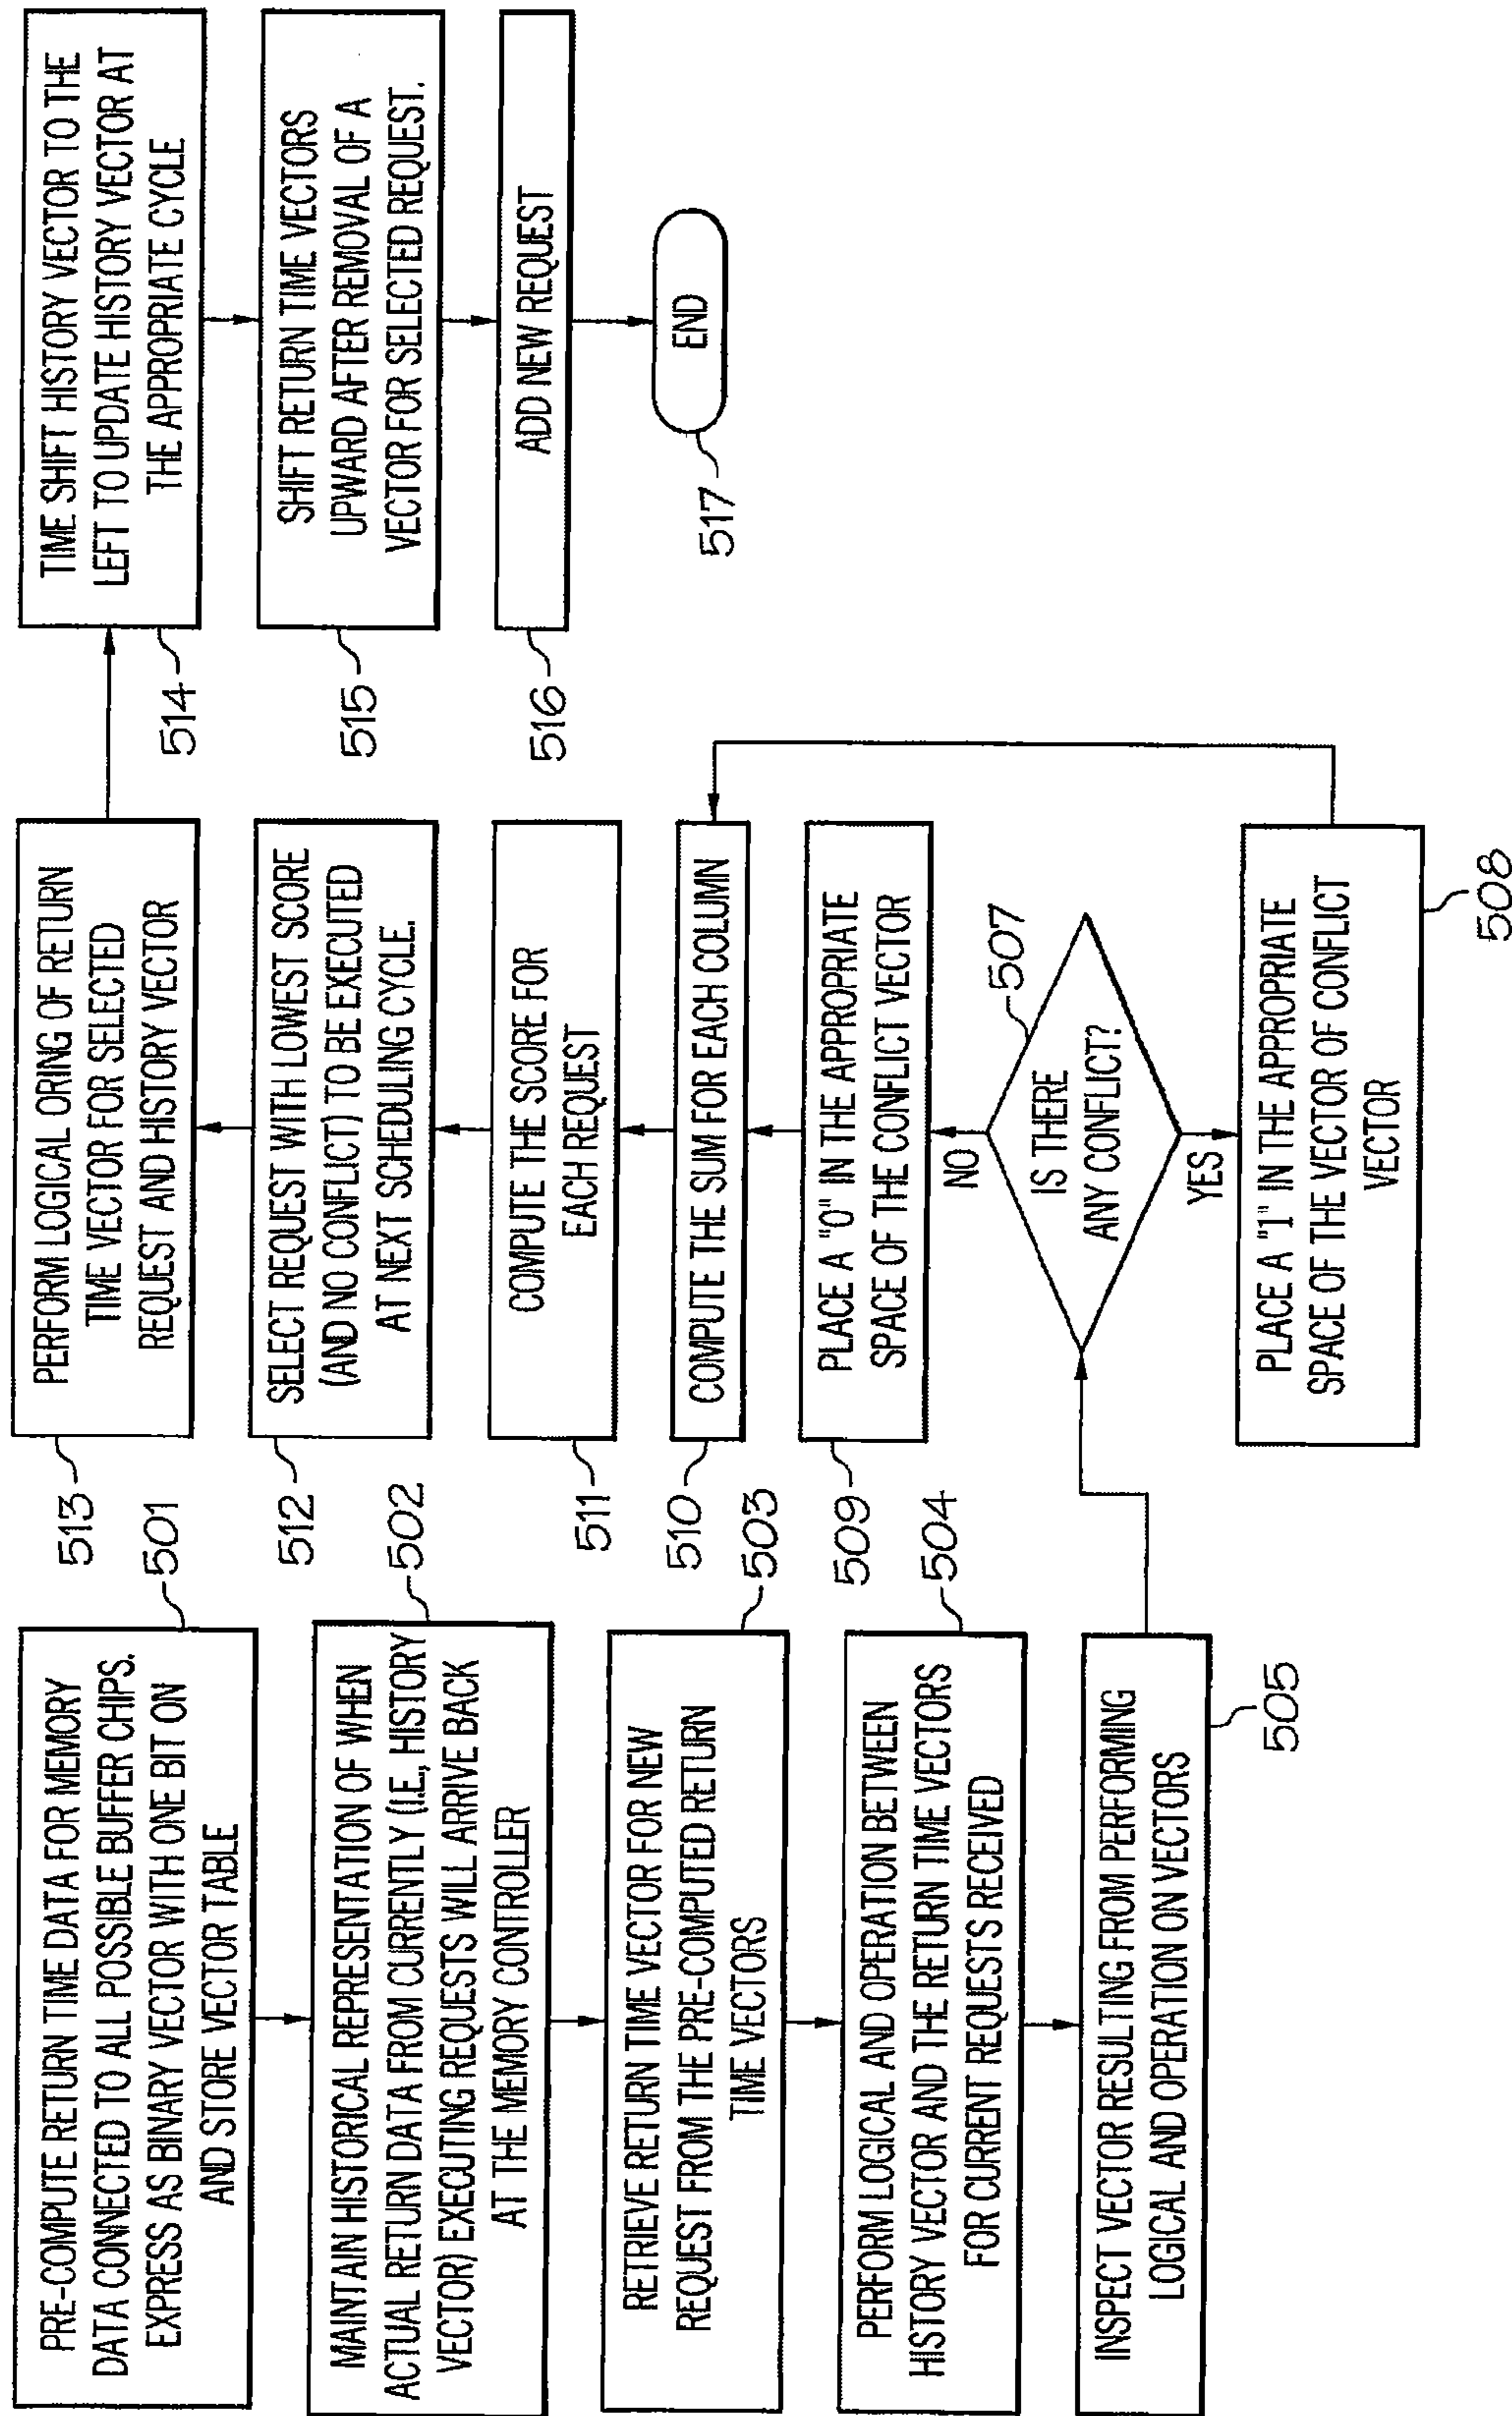 PRE-COMPUTE RETURN TIME DATA FOR MEMORY
DATA CONNECTED TO ALL POSSIBLE BUFFER CHIPS.
EXPRESS AS BINARY VECTOR WITH ONE BIT ON
AND STORE VECTOR TABLE
501
MAINTAIN HISTORICAL REPRESENTATION OF WHEN
ACTUAL RETURN DATA FROM CURRENTLY (I.E., HISTORY
VECTOR) EXECUTING REQUESTS WILL ARRIVE BACK
AT THE MEMORY CONTROLLER
502
RETRIEVE RETURN TIME VECTOR FOR NEW
REQUEST FROM THE PRE-COMPUTED RETURN
TIME VECTORS
503
PERFORM LOGICAL AND OPERATION BETWEEN
HISTORY VECTOR AND THE RETURN TIME VECTORS
FOR CURRENT REQUESTS RECEIVED
504
INSPECT VECTOR RESULTING FROM PERFORMING
LOGICAL AND OPERATION ON VECTORS
505
IS THERE
ANY CONFLICT?
507
YES
PLACE A "1" IN THE APPROPRIATE
SPACE OF THE VECTOR OF CONFLICT
VECTOR
508
NO
PLACE A "0" IN THE APPROPRIATE
SPACE OF THE CONFLICT VECTOR
509
COMPUTE THE SUM FOR EACH COLUMN
510
COMPUTE THE SCORE FOR
EACH REQUEST
511
SELECT REQUEST WITH LOWEST SCORE
(AND NO CONFLICT) TO BE EXECUTED
AT NEXT SCHEDULING CYCLE.
512
PERFORM LOGICAL ORING OF RETURN
TIME VECTOR FOR SELECTED
REQUEST AND HISTORY VECTOR
513
TIME SHIFT HISTORY VECTOR TO THE
LEFT TO UPDATE HISTORY VECTOR AT
THE APPROPRIATE CYCLE
514
SHIFT RETURN TIME VECTORS
UPWARD AFTER REMOVAL OF A
VECTOR FOR SELECTED REQUEST.
515
ADD NEW REQUEST
516
END
517